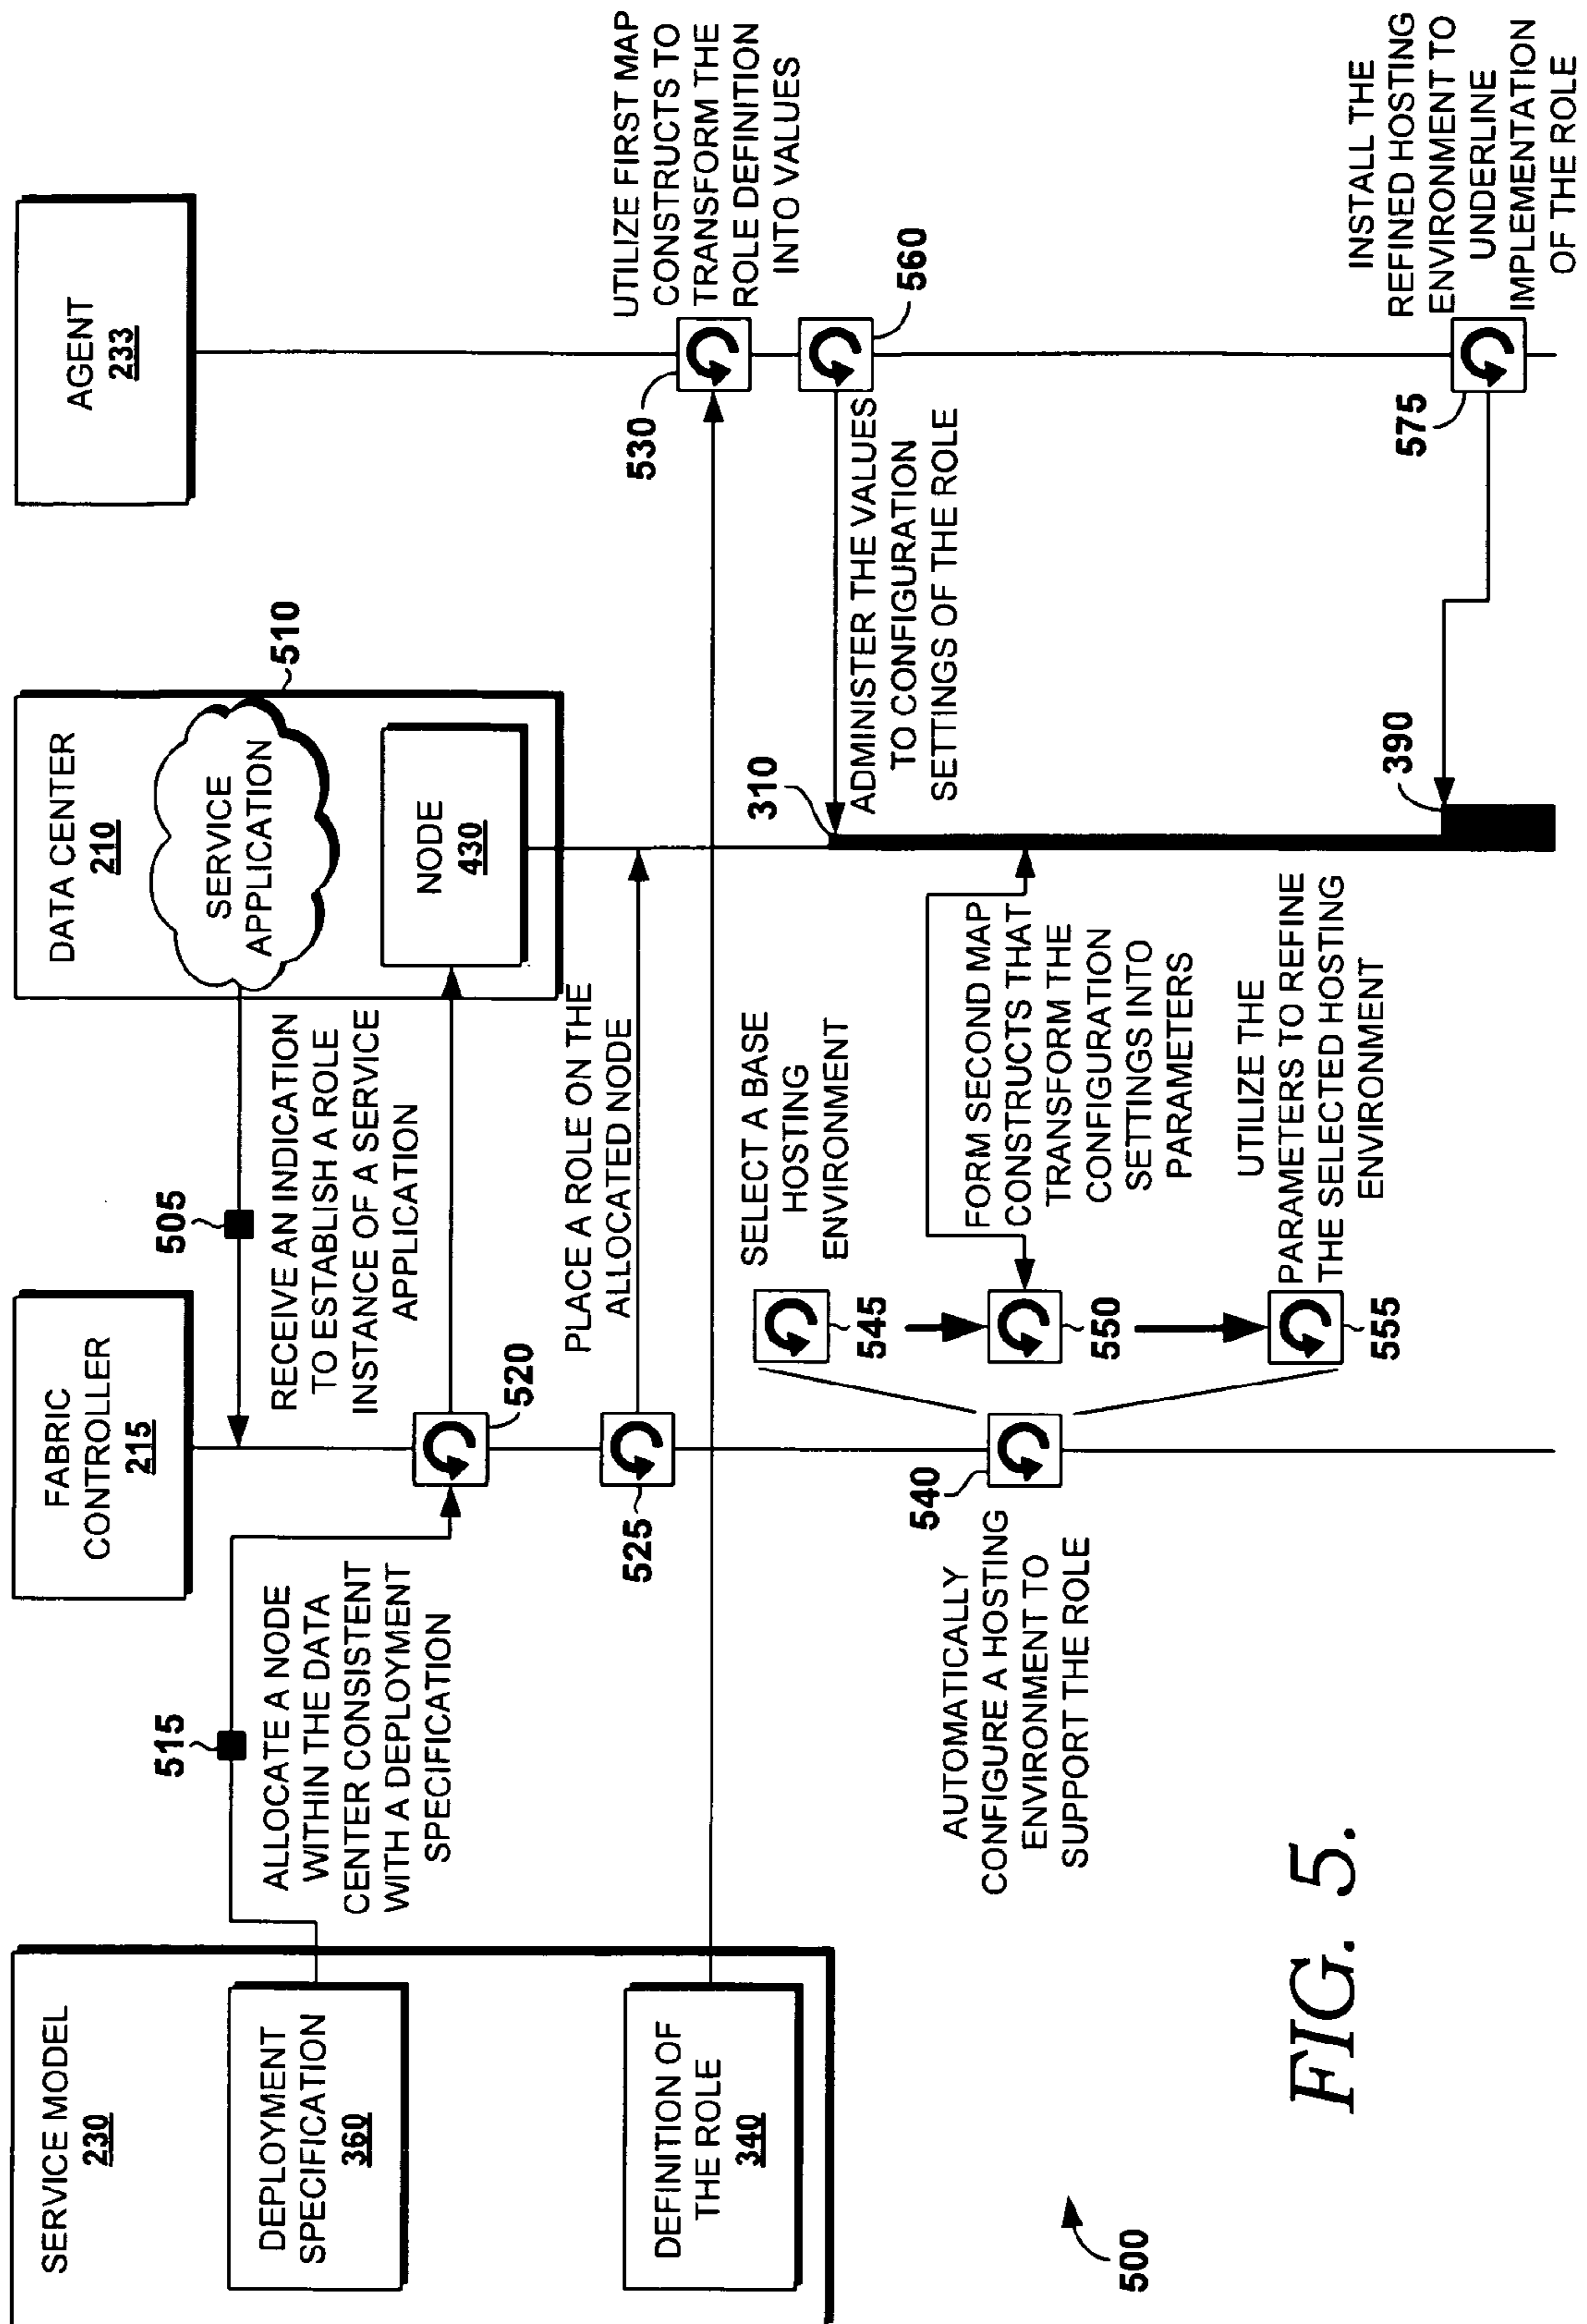 SERVICE MODEL
230
DEPLOYMENT
SPECIFICATION
360
DEFINITION OF
THE ROLE
340
515
ALLOCATE A NODE
WITHIN THE DATA
CENTER CONSISTENT
WITH A DEPLOYMENT
SPECIFICATION
FABRIC
CONTROLLER
215
505
RECEIVE AN INDICATION
TO ESTABLISH A ROLE
INSTANCE OF A SERVICE
APPLICATION
DATA CENTER
210
SERVICE
APPLICATION
NODE
430
510
AGENT
233
520
525
PLACE A ROLE ON THE
ALLOCATED NODE
530
UTILIZE FIRST MAP
CONSTRUCTS TO
TRANSFORM THE
ROLE DEFINITION
INTO VALUES
560
ADMINISTER THE VALUES
TO CONFIGURATION
SETTINGS OF THE ROLE
310
540
AUTOMATICALLY
CONFIGURE A HOSTING
ENVIRONMENT TO
SUPPORT THE ROLE
SELECT A BASE
HOSTING
ENVIRONMENT
545
FORM SECOND MAP
CONSTRUCTS THAT
TRANSFORM THE
CONFIGURATION
SETTINGS INTO
PARAMETERS
550
UTILIZE THE
PARAMETERS TO REFINE
THE SELECTED HOSTING
ENVIRONMENT
555
390
575
INSTALL THE
REFINED HOSTING
ENVIRONMENT TO
UNDERLINE
IMPLEMENTATION
OF THE ROLE
500
FIG. 5.